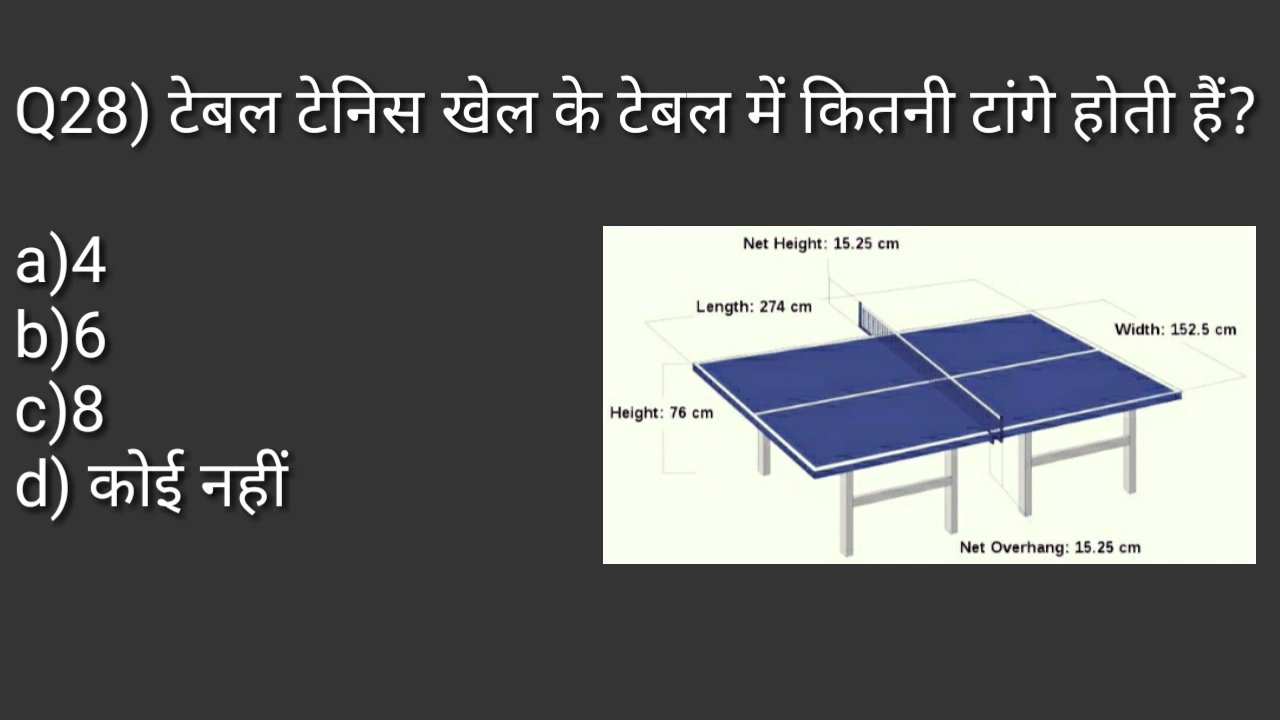 Q28) टेबल टेनिस खेल के टेबल में कितनी टांगे होती हैं?
a)4
b)6
c)8
d) कोई नहीं
Net Height: 15.25 cm
Length: 274 cm
Width: 152.5 cm
Height: 76 cm
Net Overhang: 15.25 cm